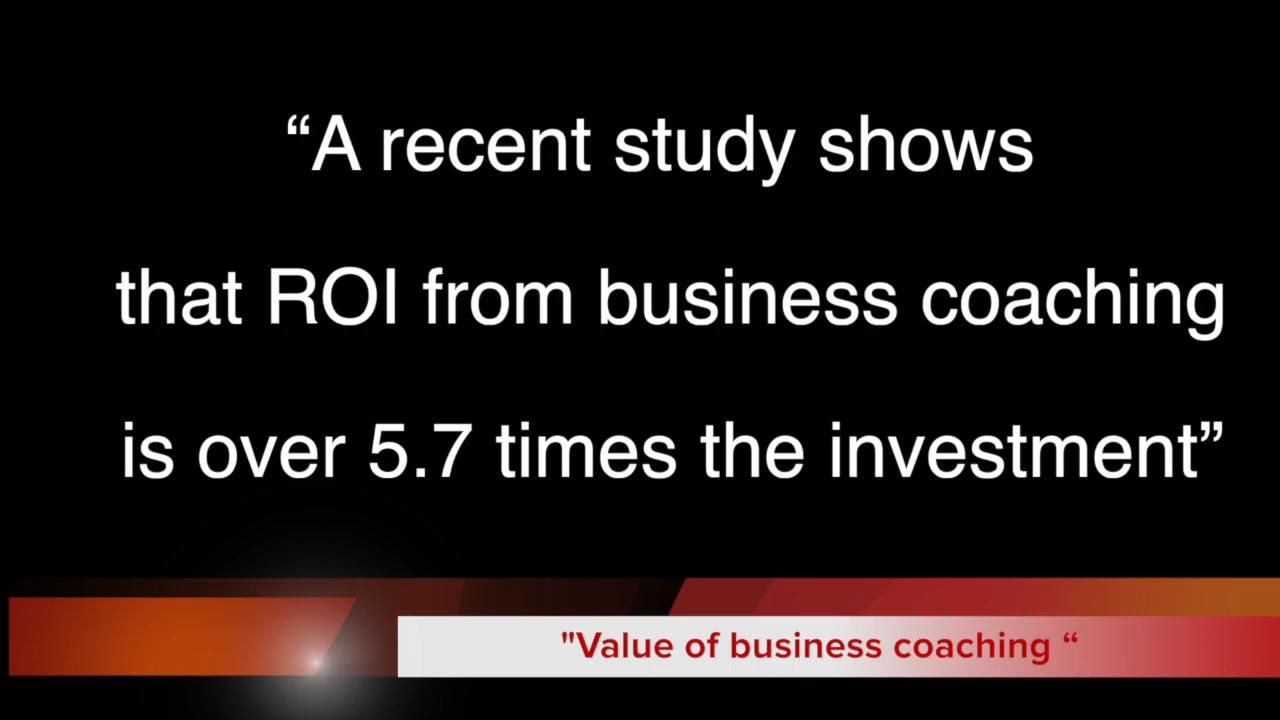 “A recent study shows
that ROI from business coaching
is over 5.7 times the investment”
"Value of business coaching “